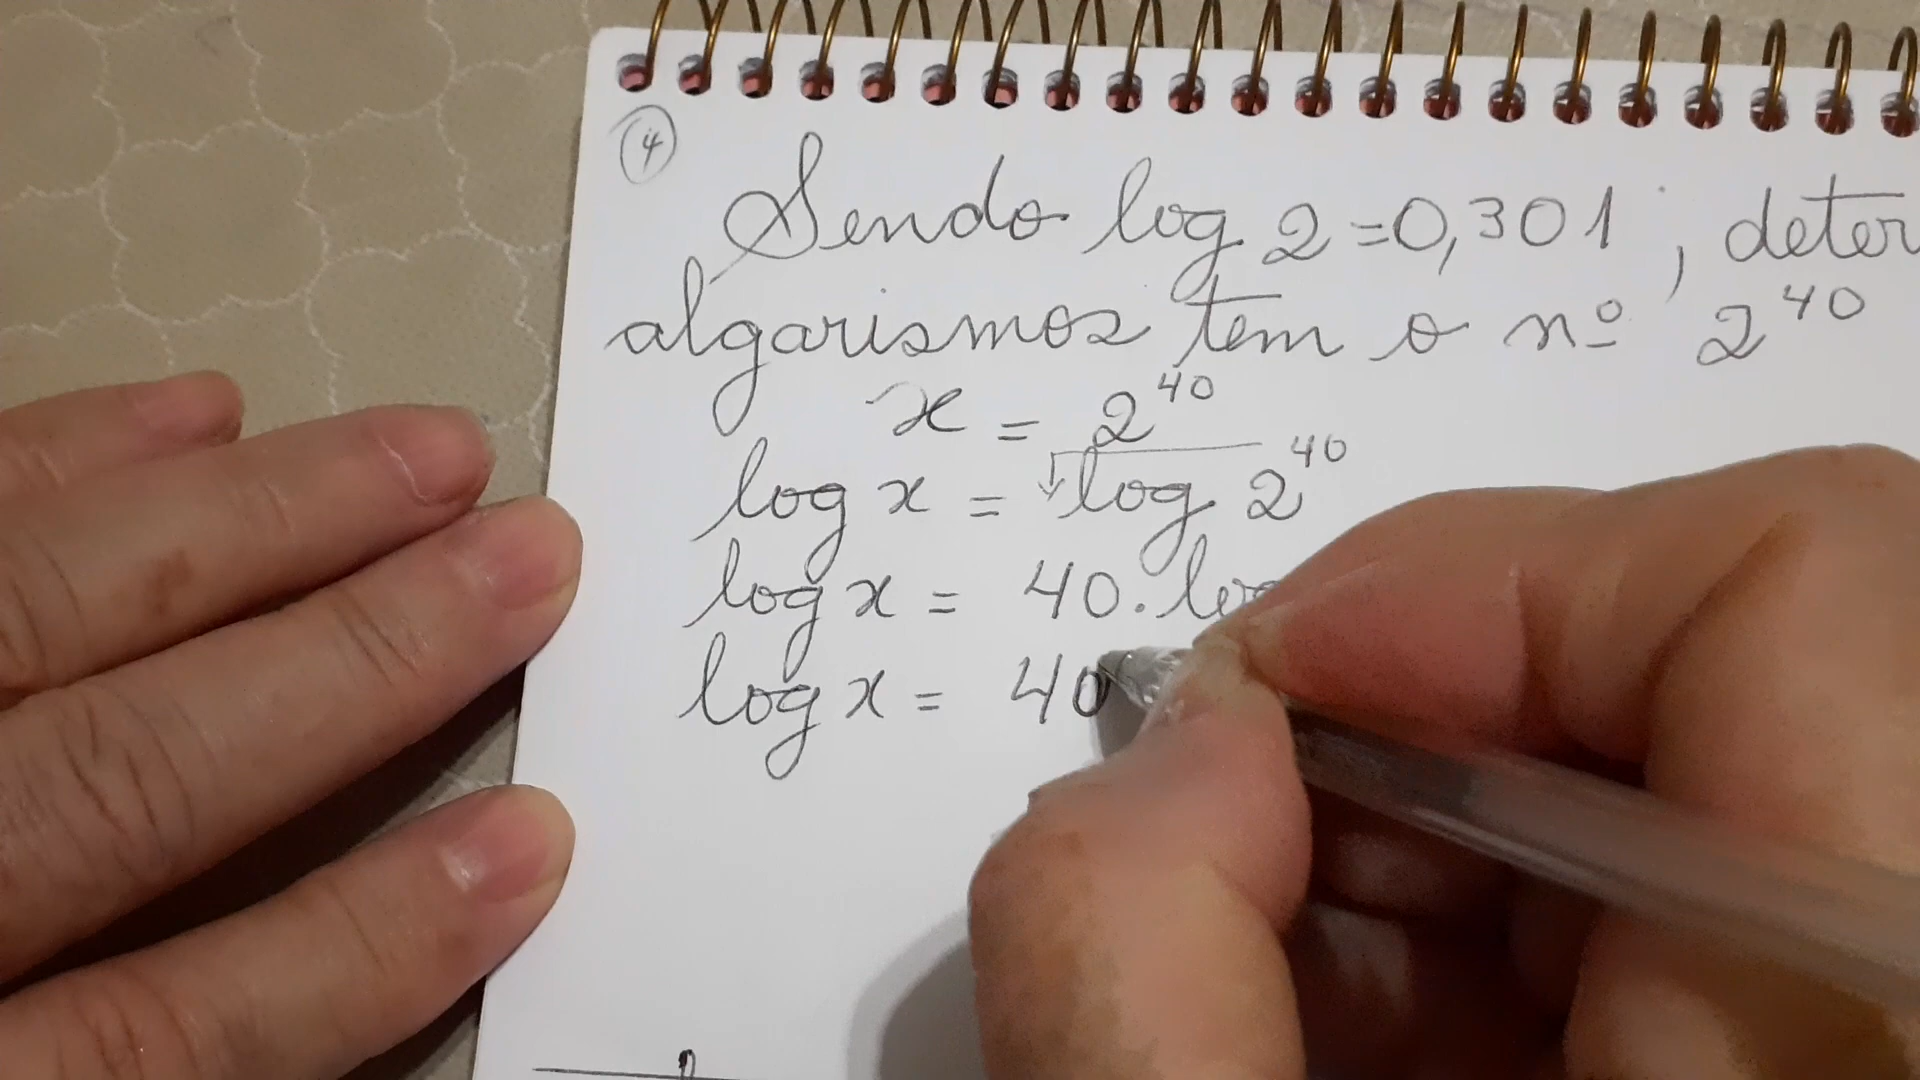 4
Sendo log 2 = 0,301, deter
algarismos tem o nº 2⁴⁰
x = 2⁴⁰
log x = log 2⁴⁰
log x = 40 . log
log x = 40